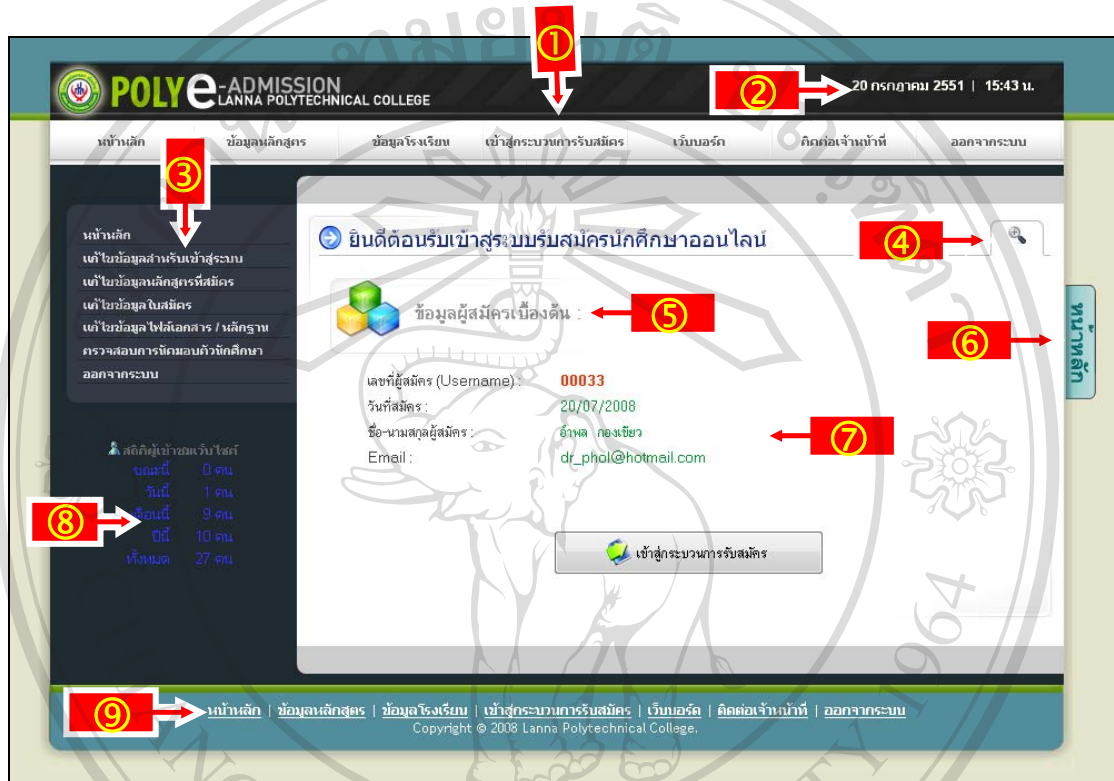 ①
POLY e-ADMISSION
LANNA POLYTECHNICAL COLLEGE
②
20 กรกฎาคม 2551 | 15:43 น.
หน้าหลัก ข้อมูลหลักสูตร ข้อมูลโรงเรียน เข้าสู่กระบวนการรับสมัคร เว็บบอร์ด ติดต่อเจ้าหน้าที่ ออกจากระบบ
③
หน้าหลัก
แก้ไขข้อมูลสำหรับเข้าสู่ระบบ
แก้ไขข้อมูลหลักสูตรที่สมัคร
แก้ไขข้อมูลใบสมัคร
แก้ไขข้อมูลไฟล์เอกสาร / หลักฐาน
ตรวจสอบการมัดมอบตัวนักศึกษา
ออกจากระบบ
ยินดีต้อนรับเข้าสู่ระบบรับสมัครนักศึกษาออนไลน์
④
ข้อมูลผู้สมัครเบื้องต้น :
⑤
⑥
หน้าหลัก
เลขที่ผู้สมัคร (Username) : 00033
วันที่สมัคร : 20/07/2008
ชื่อ-นามสกุลผู้สมัคร : อำพล กองเขียว
Email : dr_phol@hotmail.com
⑦
สถิติผู้เข้าชมเว็บไซต์
ขณะนี้ 0 คน
วันนี้ 1 คน
เดือนนี้ 9 คน
ปีนี้ 10 คน
ทั้งหมด 27 คน
⑧
เข้าสู่กระบวนการรับสมัคร
⑨
หน้าหลัก | ข้อมูลหลักสูตร | ข้อมูลโรงเรียน | เข้าสู่กระบวนการรับสมัคร | เว็บบอร์ด | ติดต่อเจ้าหน้าที่ | ออกจากระบบ
Copyright © 2008 Lanna Polytechnical College.
1964